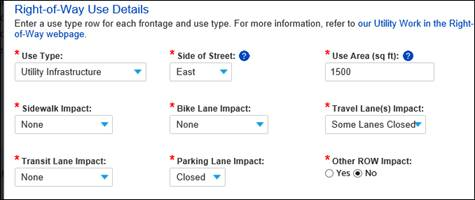 Right-of-Way Use Details
Enter a use type row for each frontage and use type. For more information, refer to our Utility Work in the Right-
of-Way webpage.
* Use Type: * Side of Street: ? * Use Area (sq ft): ?
Utility Infrastructure East 1500
* Sidewalk Impact: * Bike Lane Impact: * Travel Lane(s) Impact:
None None Some Lanes Closed
* Transit Lane Impact: * Parking Lane Impact: * Other ROW Impact:
None Closed Yes No